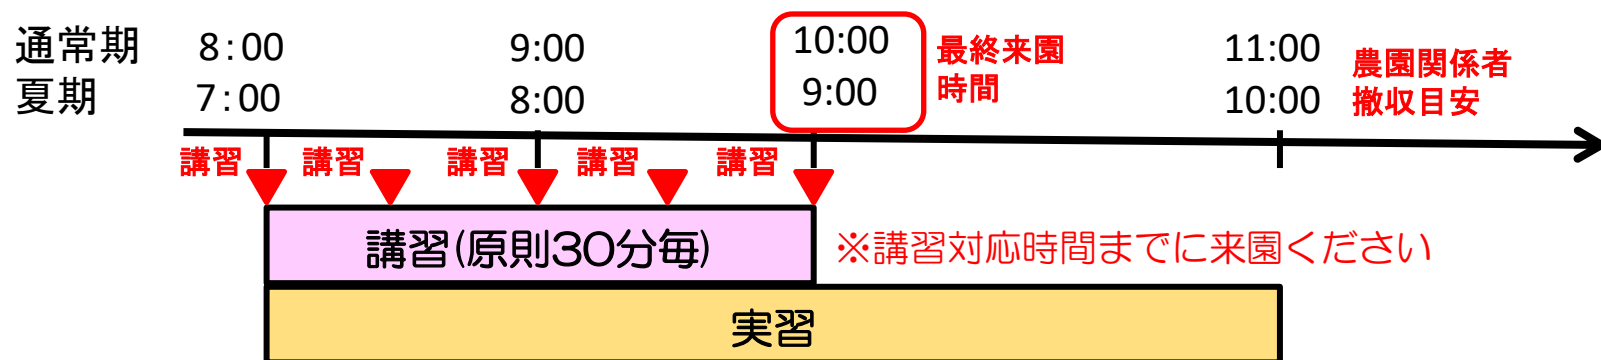 通常期 8:00 9:00 10:00 最終来園 11:00 農園関係者
夏期 7:00 8:00 9:00 時間 10:00 撤収目安
講習 講習 講習 講習 講習
講習(原則30分毎) ※講習対応時間までに来園ください
実習